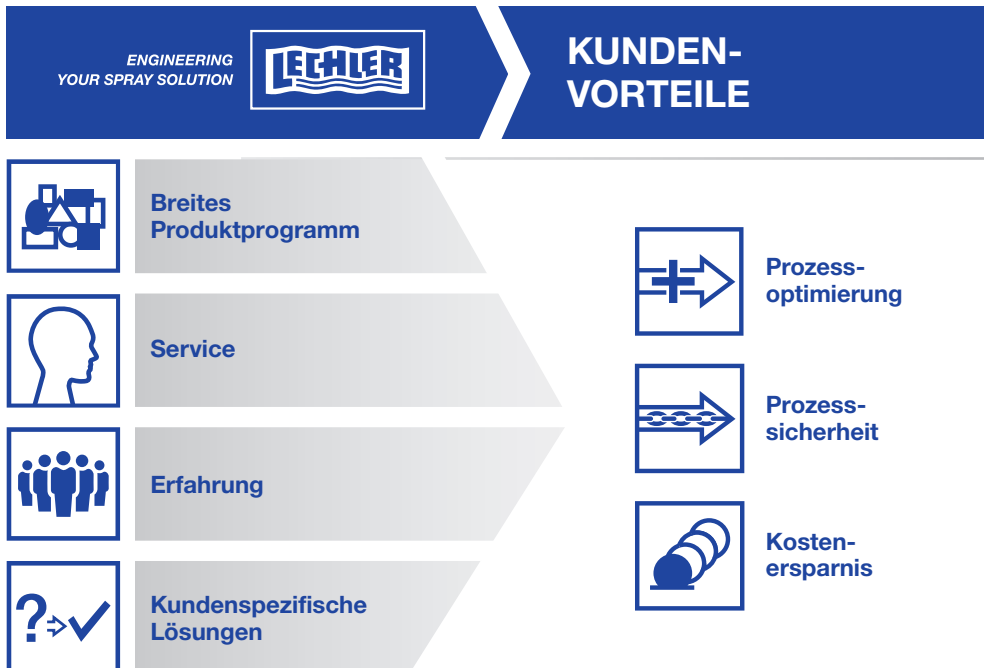 ENGINEERING
YOUR SPRAY SOLUTION
LECHLER
KUNDEN-
VORTEILE
Breites
Produktprogramm
Service
Erfahrung
?
Kundenspezifische
Lösungen
Prozess-
optimierung
Prozess-
sicherheit
Kosten-
ersparnis